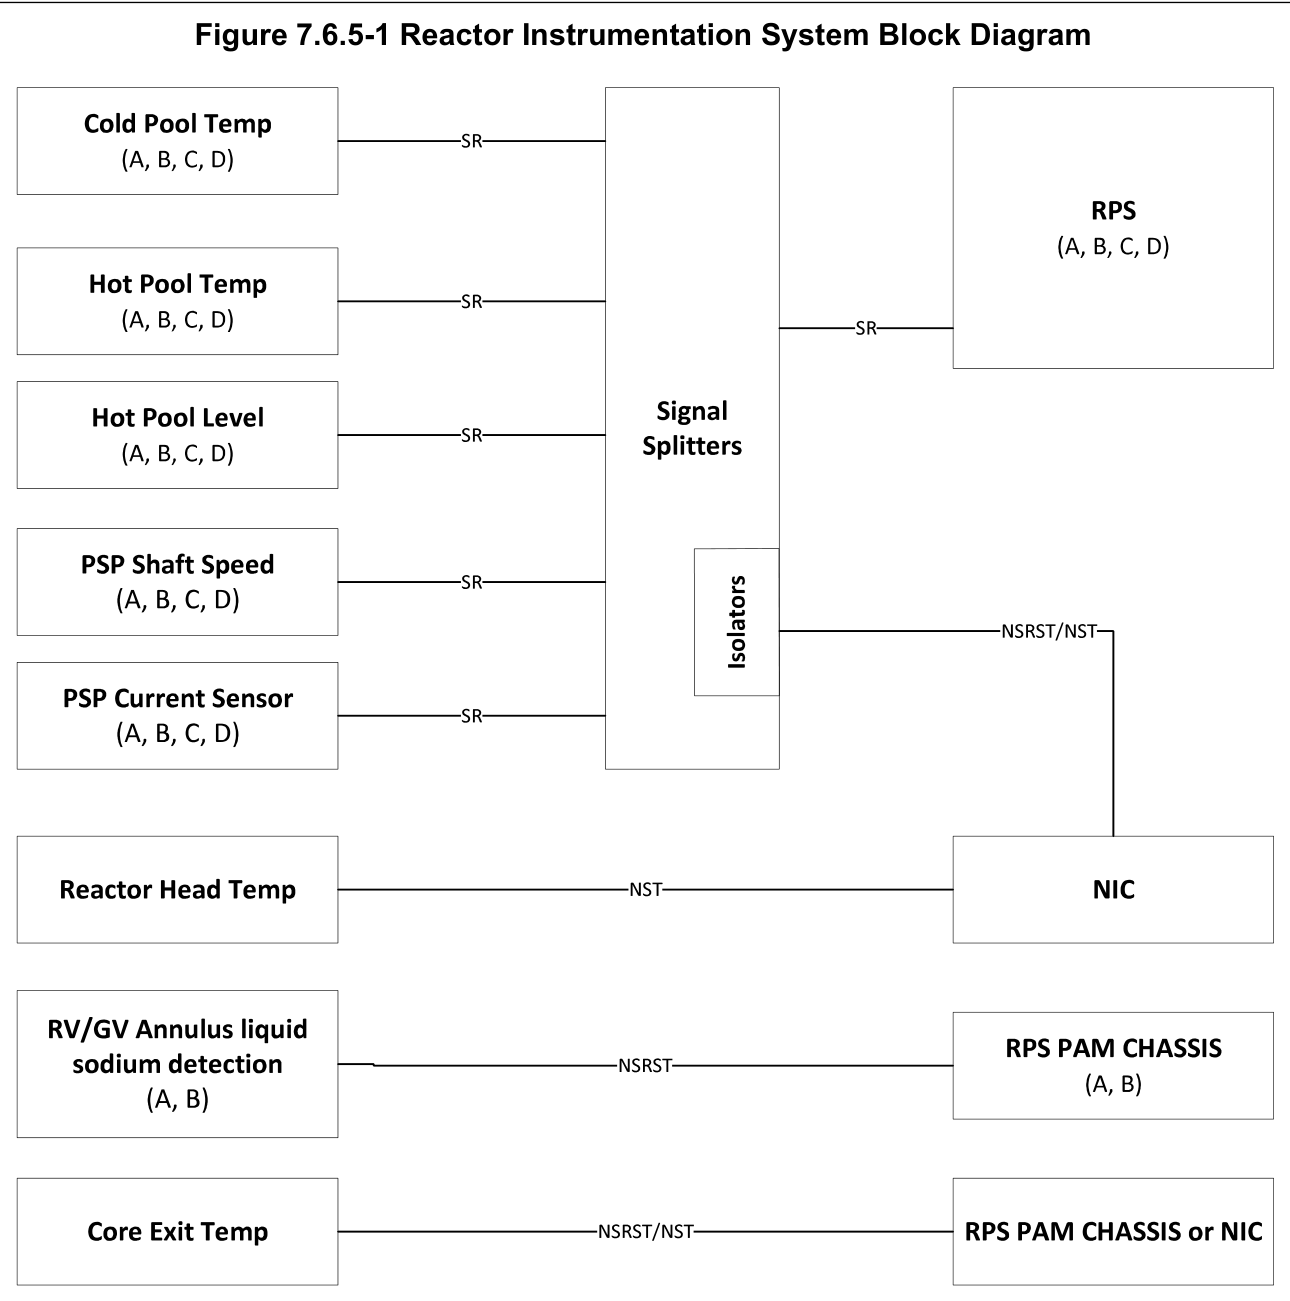 Figure 7.6.5-1 Reactor Instrumentation System Block Diagram
Cold Pool Temp
(A, B, C, D)
SR
Hot Pool Temp
(A, B, C, D)
SR
Hot Pool Level
(A, B, C, D)
SR
PSP Shaft Speed
(A, B, C, D)
SR
PSP Current Sensor
(A, B, C, D)
SR
Signal
Splitters
Isolators
SR
RPS
(A, B, C, D)
NSRST/NST
Reactor Head Temp
NST
NIC
RV/GV Annulus liquid
sodium detection
(A, B)
NSRST
RPS PAM CHASSIS
(A, B)
Core Exit Temp
NSRST/NST
RPS PAM CHASSIS or NIC